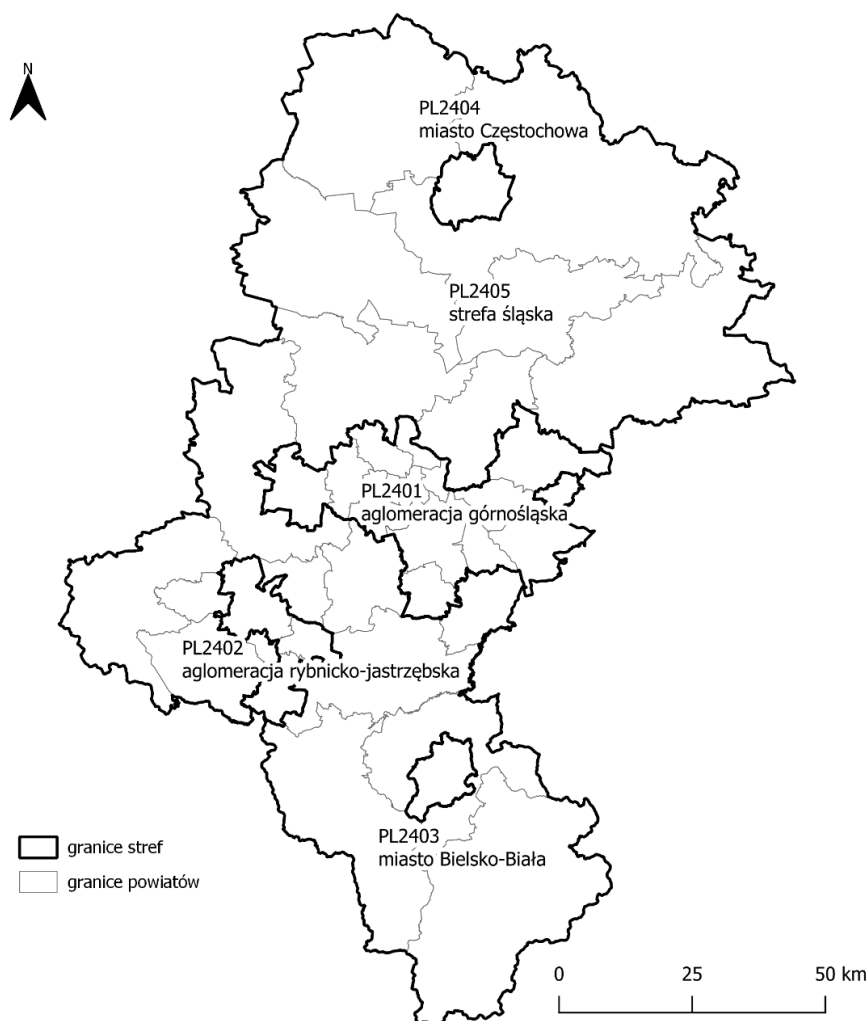 N
PL2404
miasto Częstochowa
PL2405
strefa śląska
PL2401
aglomeracja górnośląska
PL2402
aglomeracja rybnicko-jastrzębska
PL2403
miasto Bielsko-Biała
granice stref
granice powiatów
0 25 50 km